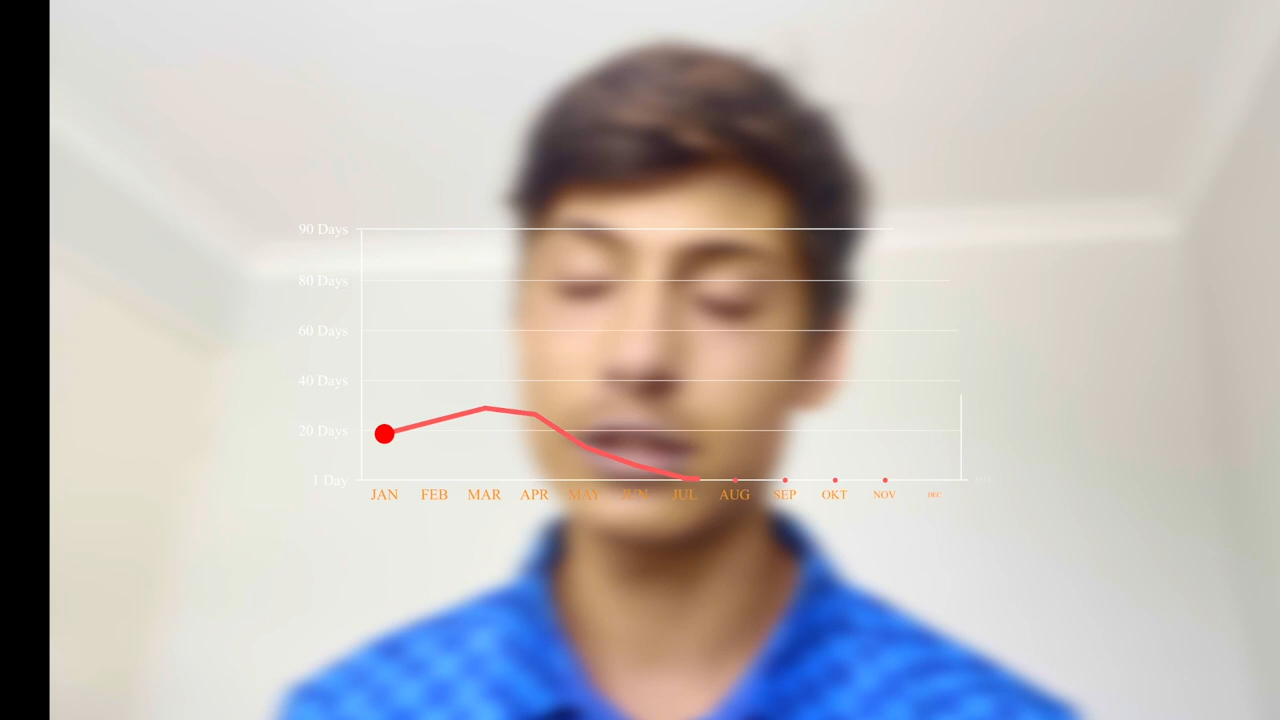 90 Days
80 Days
60 Days
40 Days
20 Days
1 Day
JAN FEB MAR APR MAY JUN JUL AUG SEP OKT NOV DEC